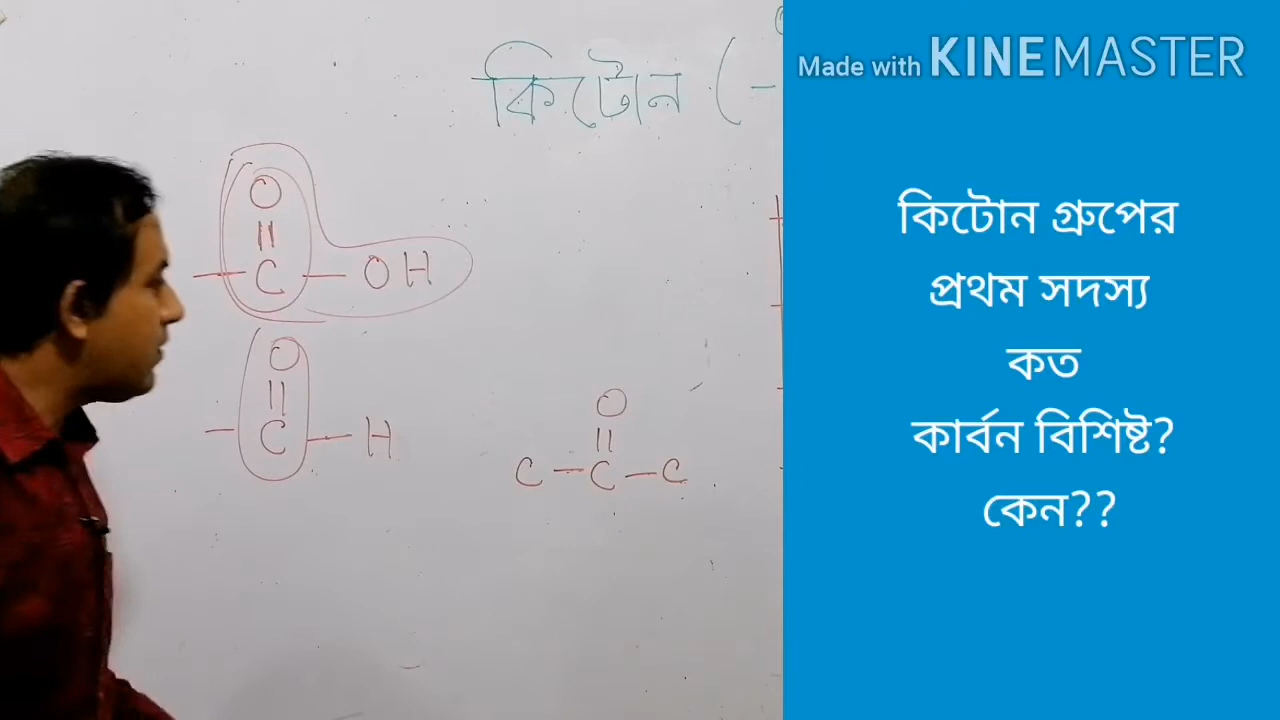 কিটোন (-
O
||
C - OH
O
||
- C - H
O
||
C - C - C
Made with KINEMASTER
কিটোন গ্রুপের
প্রথম সদস্য
কত
কার্বন বিশিষ্ট?
কেন??